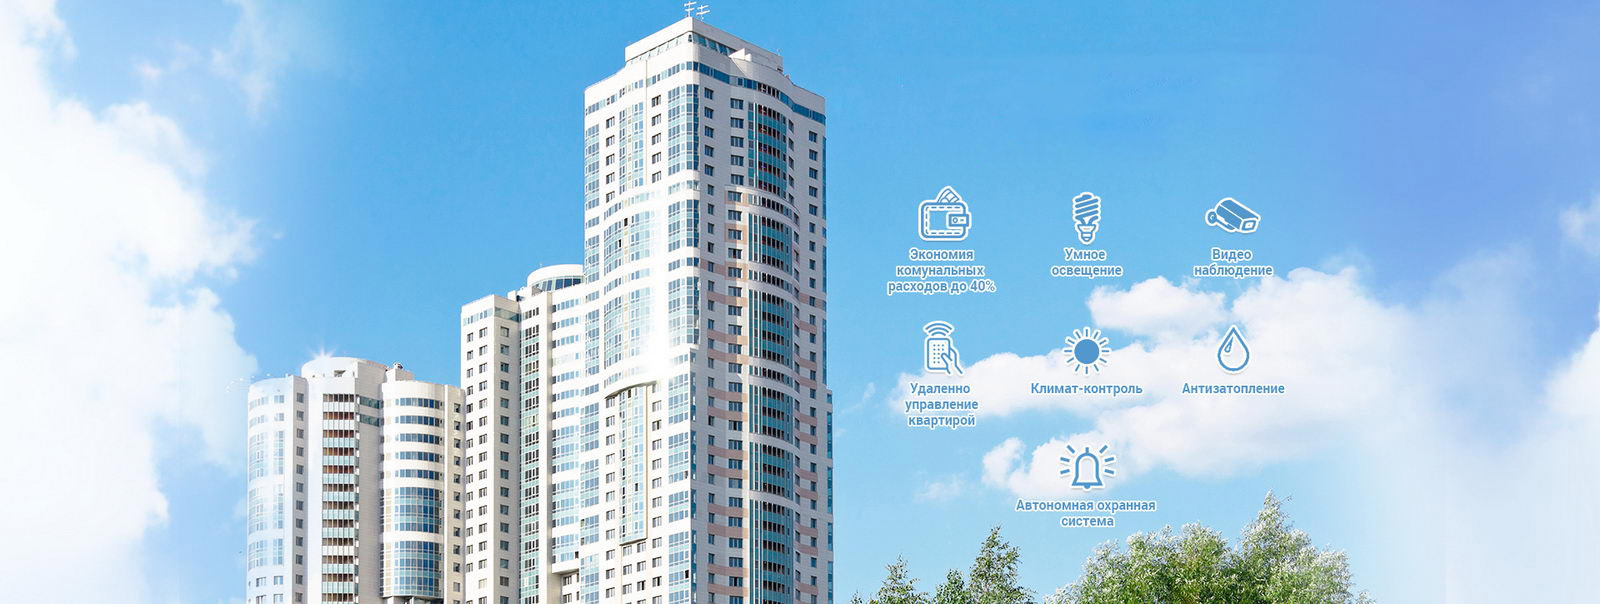 Экономия
комунальных
расходов до 40%
Умное
освещение
Видео
наблюдение
Удаленно
управление
квартирой
Климат-контроль
Антизатопление
Автономная охранная
система